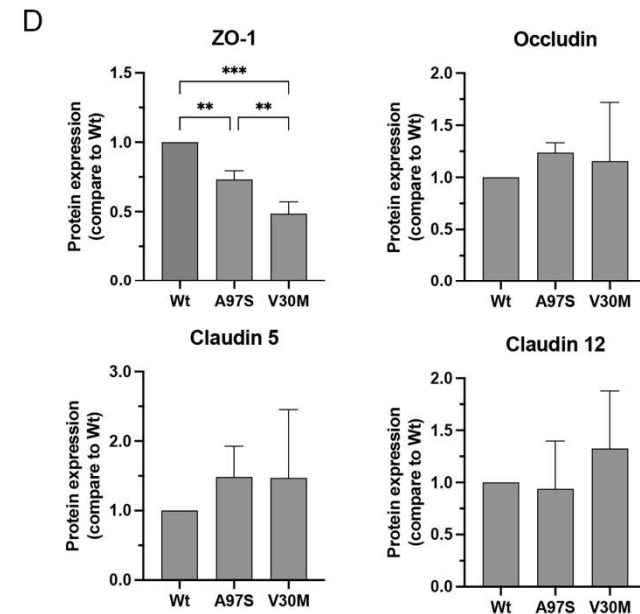 D
ZO-1
Protein expression
(compare to Wt)
1.5
1.0
0.5
0.0
***
**
**
Wt
A97S
V30M
Occludin
Protein expression
(compare to Wt)
2.0
1.5
1.0
0.5
0.0
Wt
A97S
V30M
Claudin 5
Protein expression
(compare to Wt)
3.0
2.0
1.0
0.0
Wt
A97S
V30M
Claudin 12
Protein expression
(compare to Wt)
2.0
1.5
1.0
0.5
0.0
Wt
A97S
V30M